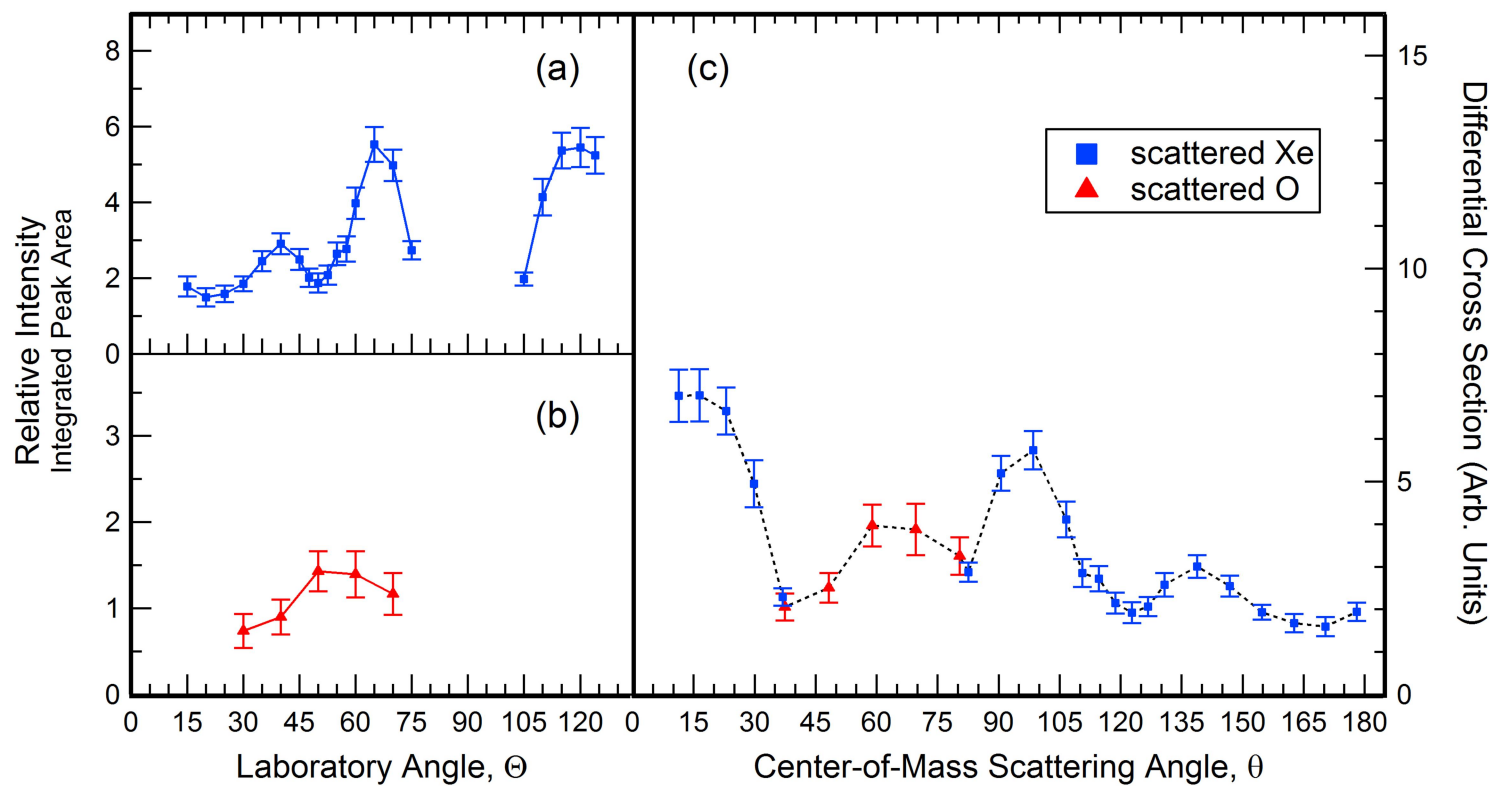 (a)
(b)
(c)
scattered Xe
scattered O
Relative Intensity
Integrated Peak Area
8
6
4
2
0
3
2
1
0
0 15 30 45 60 75 90 105 120
Laboratory Angle, Θ
0 15 30 45 60 75 90 105 120 135 150 165 180
Center-of-Mass Scattering Angle, θ
15
10
5
0
Differential Cross Section (Arb. Units)